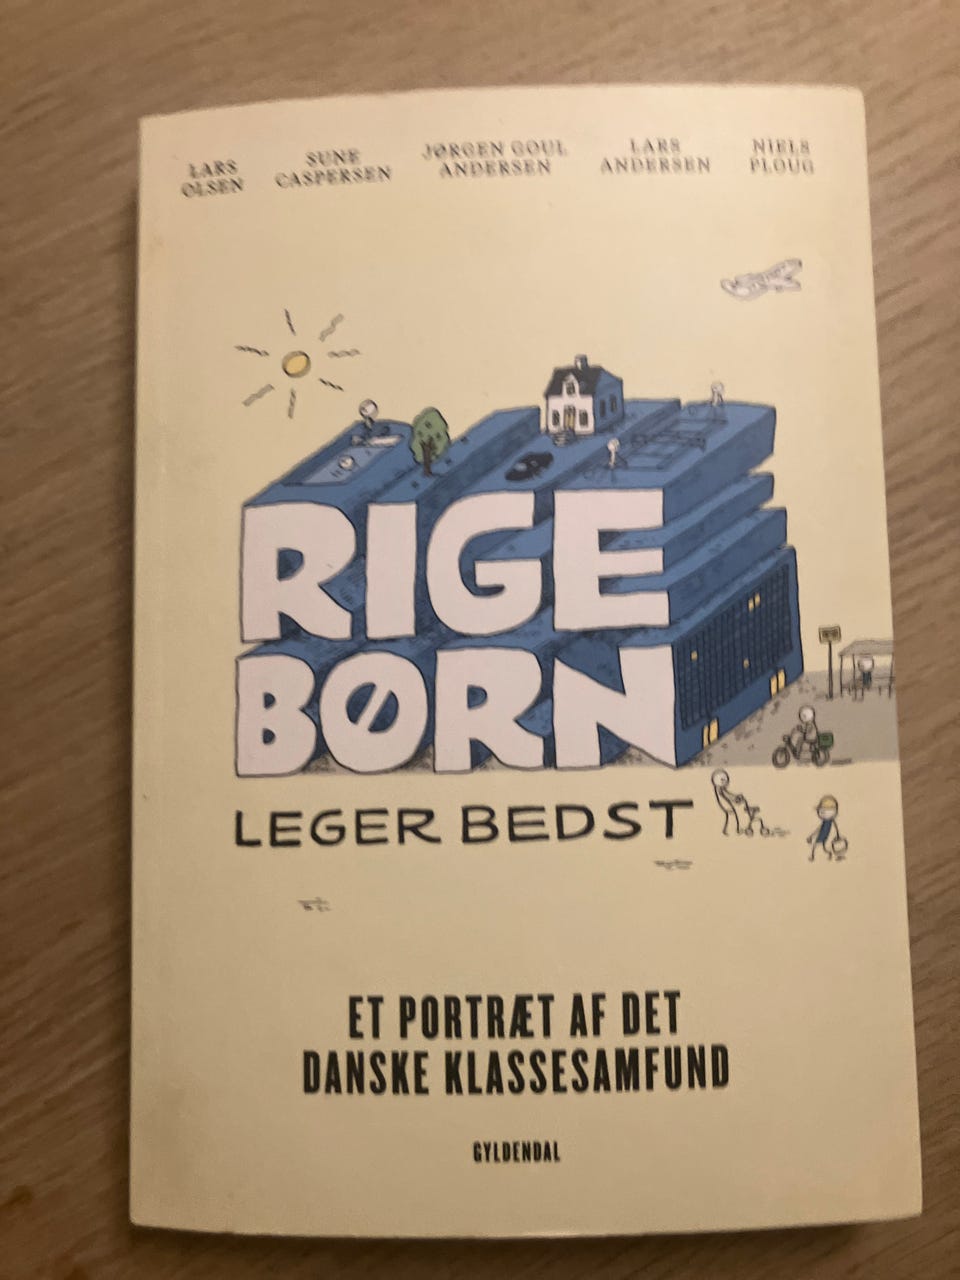 LARS
OLSEN
SUNE
CASPERSEN
JØRGEN GOUL
ANDERSEN
LARS
ANDERSEN
NIELS
PLOUG
RIGE
BØRN
LEGER BEDST
ET PORTRÆT AF DET
DANSKE KLASSESAMFUND
GYLDENDAL